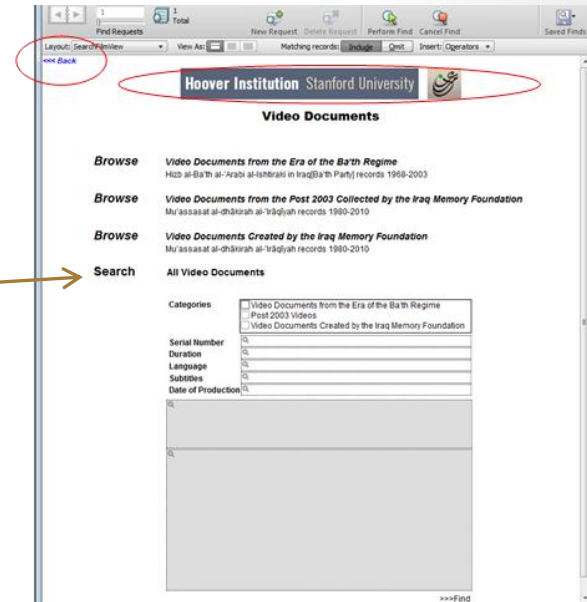 1
1
Total
Find Requests
New Request Delete Request Perform Find Cancel Find
Saved Finds
Layout: SearchFilmView View As: Matching records: Include Omit Insert: Operators
<<< Back
Hoover Institution Stanford University
Video Documents
Browse Video Documents from the Era of the Ba'th Regime
Hizb al-Ba'th al-'Arabi al-Ishtiraki in Iraq[Ba'th Party] records 1968-2003
Browse Video Documents from the Post 2003 Collected by the Iraq Memory Foundation
Mu'assasat al-dhākirah al-'Irāqīyah records 1980-2010
Browse Video Documents Created by the Iraq Memory Foundation
Mu'assasat al-dhākirah al-'Irāqīyah records 1980-2010
Search All Video Documents
Categories Video Documents from the Era of the Ba'th Regime
Post 2003 Videos
Video Documents Created by the Iraq Memory Foundation
Serial Number
Duration
Language
Subtitles
Date of Production
>>>Find